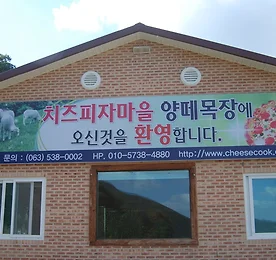 치즈피자마을 양떼목장에
오신것을 환영합니다.
문의 : (063) 538-0002 HP. 010-5738-4880 http://www.cheesecook.